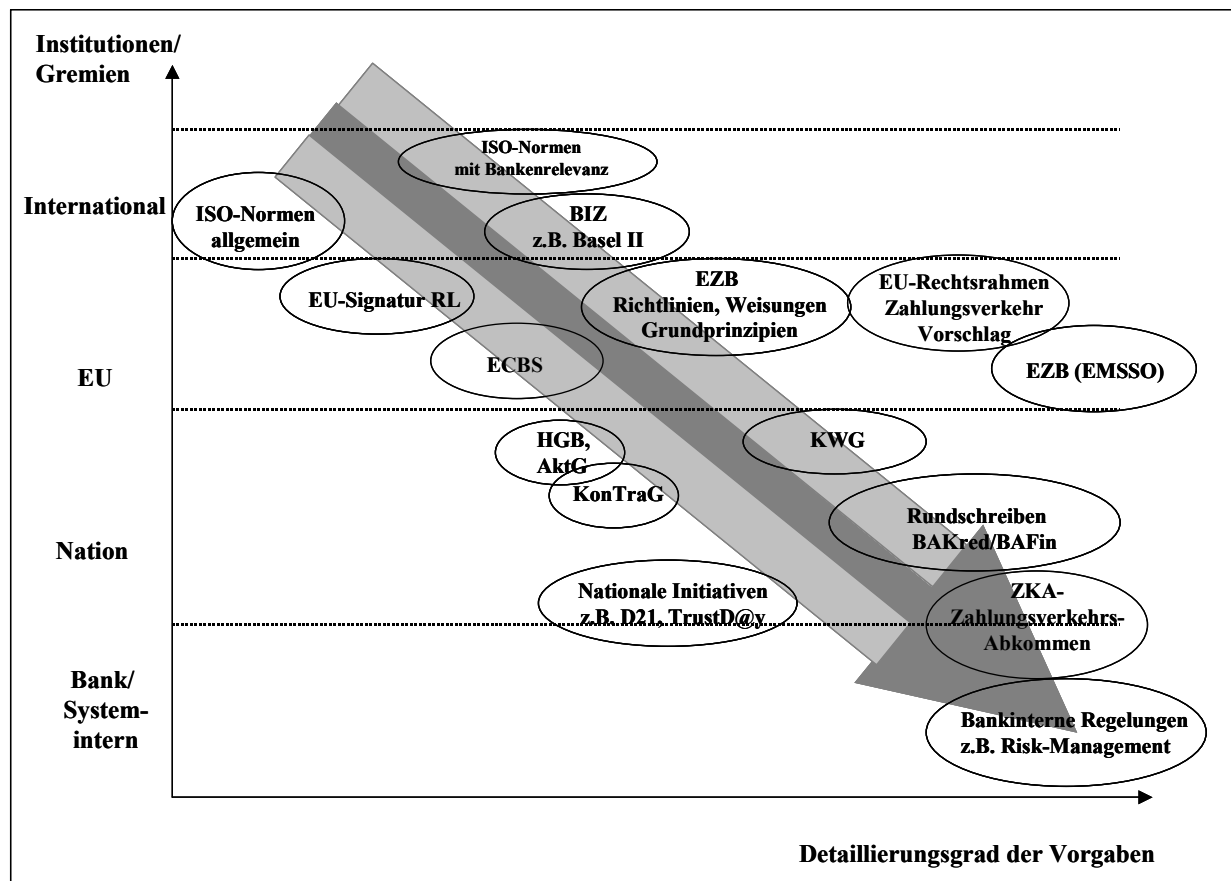 Institutionen/
Gremien
ISO-Normen
mit Bankenrelevanz
International
ISO-Normen
allgemein
BIZ
z.B. Basel II
EU-Signatur RL
EZB
Richtlinien, Weisungen
Grundprinzipien
EU-Rechtsrahmen
Zahlungsverkehr
Vorschlag
ECBS
EU
EZB (EMSSO)
HGB,
AktG
KWG
KonTraG
Rundschreiben
BAKred/BAFin
Nation
Nationale Initiativen
z.B. D21, TrustD@y
ZKA-
Zahlungsverkehrs-
Abkommen
Bank/
System-
intern
Bankinterne Regelungen
z.B. Risk-Management
Detaillierungsgrad der Vorgaben